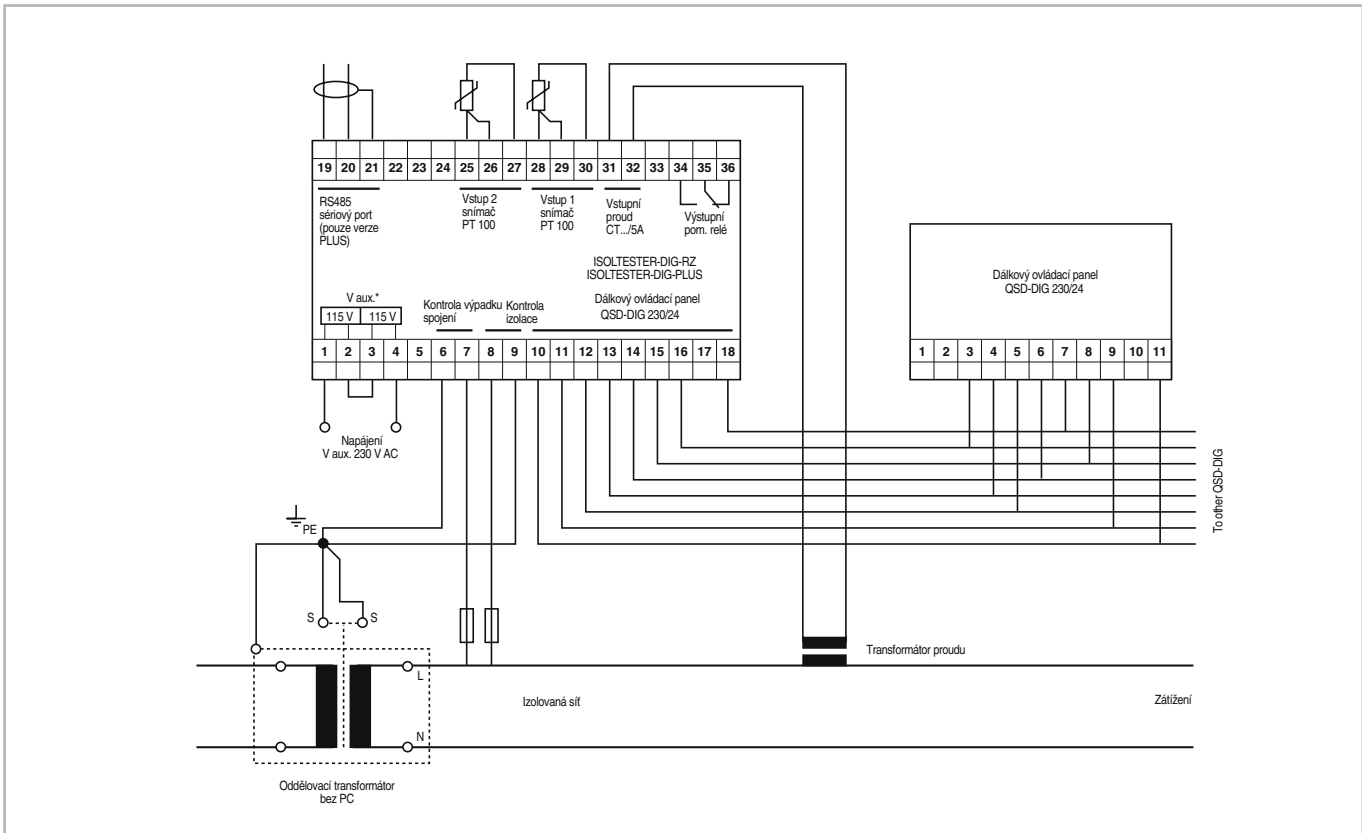 19 20 21 22 23 24 25 26 27 28 29 30 31 32 33 34 35 36
RS485
sériový port
(pouze verze
PLUS)
Vstup 2
snímač
PT 100
Vstup 1
snímač
PT 100
Vstupní
proud
CT.../5A
Výstupní
pom. relé
ISOLTESTER-DIG-RZ
ISOLTESTER-DIG-PLUS
V aux.*
115 V 115 V
Kontrola výpadku
spojení
Kontrola
izolace
Dálkový ovládací panel
QSD-DIG 230/24
1 2 3 4 5 6 7 8 9 10 11 12 13 14 15 16 17 18
Dálkový ovládací panel
QSD-DIG 230/24
1 2 3 4 5 6 7 8 9 10 11
Napájení
V aux. 230 V AC
To other QSD-DIG
PE
S S
Transformátor proudu
L
Izolovaná síť
Zátížení
N
Oddělovací transformátor
bez PC